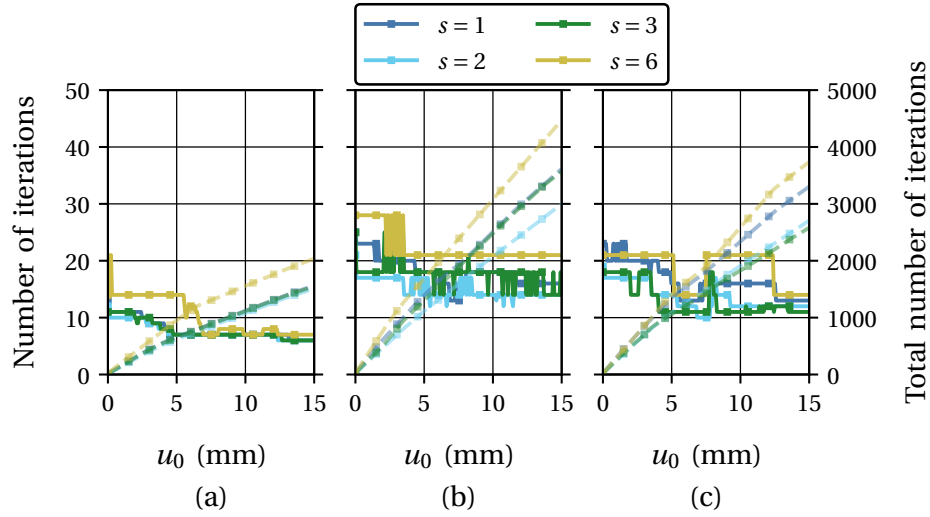 s = 1
s = 3
s = 2
s = 6
Number of iterations
50
40
30
20
10
0
0 5 10 15
0 5 10 15
0 5 10 15
5000
4000
3000
2000
1000
0
Total number of iterations
u₀ (mm)
u₀ (mm)
u₀ (mm)
(a)
(b)
(c)